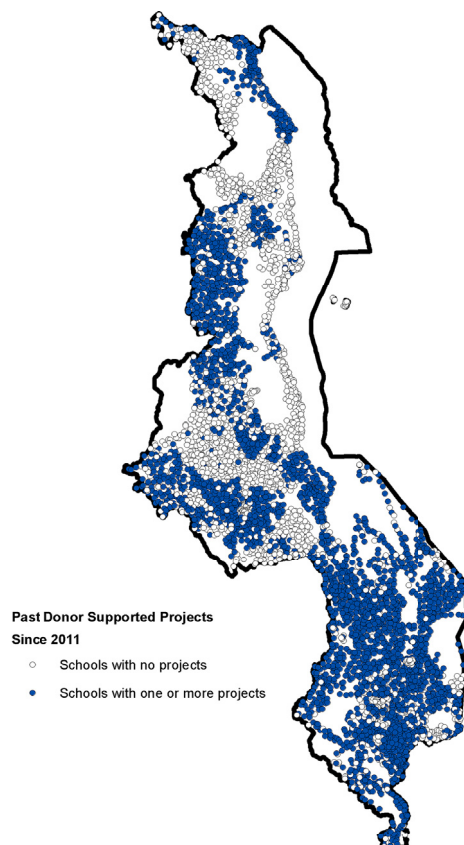 Past Donor Supported Projects
Since 2011
Schools with no projects
Schools with one or more projects